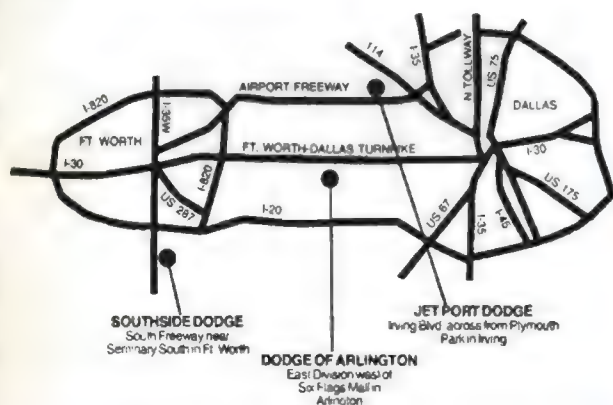 114
I-35
N TOLLWAY
US 75
AIRPORT FREEWAY
DALLAS
I-820
I-35W
FT. WORTH
FT. WORTH-DALLAS TURNPIKE
I-30
I-30
I-820
US 287
US 175
I-20
US 67
I-35
I-45
SOUTHSIDE DODGE
South Freeway near
Seminary South in Ft. Worth
JET PORT DODGE
Irving Blvd. across from Plymouth
Park in Irving
DODGE OF ARLINGTON
East Division west of
Six Flags Mall in
Arlington